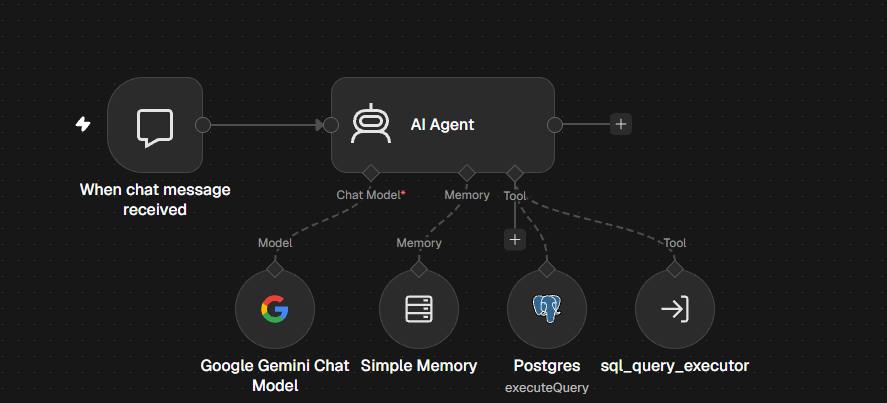 AI Agent
When chat message
received
Chat Model*
Memory
Tool
Model
Memory
Tool
Google Gemini Chat
Model
Simple Memory
Postgres
executeQuery
sql_query_executor